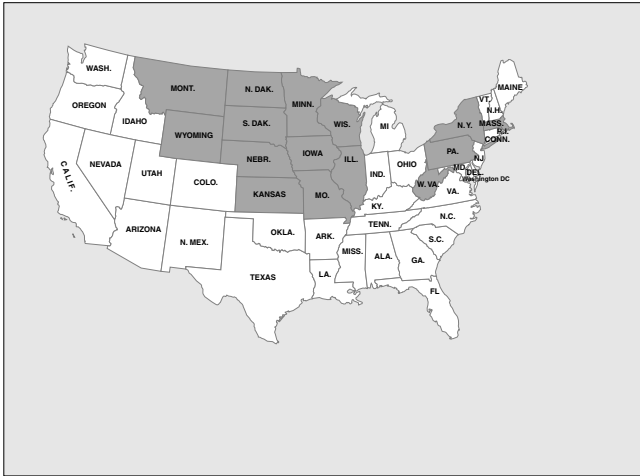 WASH.
MAINE
MONT.
N. DAK.
MINN.
VT.
N.H.
OREGON
IDAHO
S. DAK.
WIS.
MI
N. Y.
MASS.
R.I.
CONN.
WYOMING
IOWA
PA.
NJ
NEBR.
ILL.
IND.
OHIO
MD.
DEL.
Washington DC
NEVADA
UTAH
COLO.
KANSAS
MO.
W. VA.
VA.
CALIF.
KY.
N.C.
TENN.
ARIZONA
N. MEX.
OKLA.
ARK.
S.C.
MISS.
ALA.
GA.
TEXAS
LA.
FL